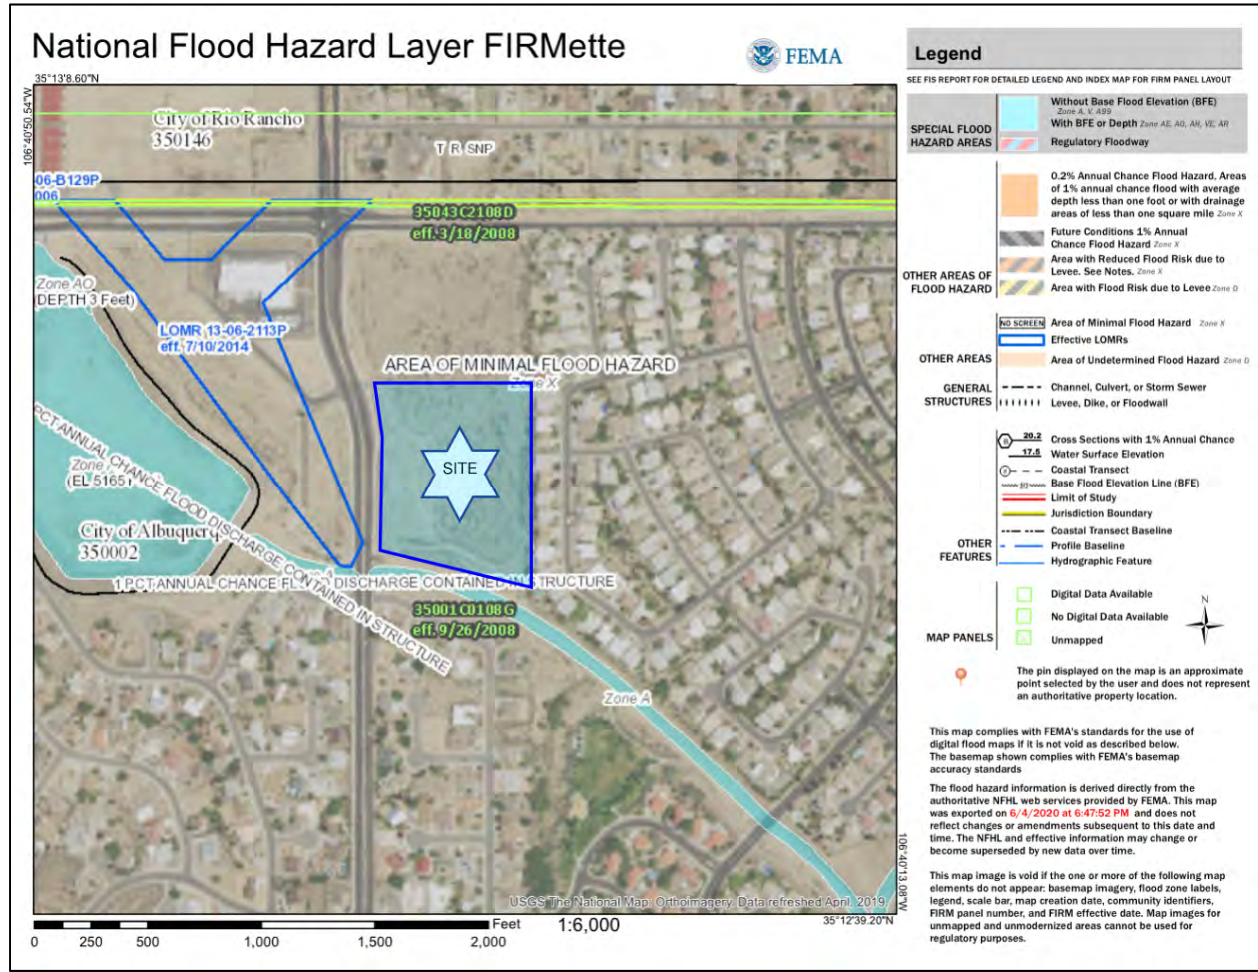 National Flood Hazard Layer FIRMette
FEMA
35°13'8.60"N
106°40'50.54"W
City of Rio Rancho
350146
T R SNP
06-B129P
006
35043C2108D
eff. 3/18/2008
Zone AO
(DEPTH 3 Feet)
LOMR 13-06-2113P
eff. 7/10/2014
AREA OF MINIMAL FLOOD HAZARD
Zone X
SITE
PCT ANNUAL CHANCE FLOOD DISCHARGE CONTAINED IN STRUCTURE
Zone
(EL 5165
City of Albuquerq
350002
1 PCT ANNUAL CHANCE FL DISCHARGE CONTAINED IN STRUCTURE
35001C0108G
eff. 9/26/2008
Zone A
106°40'13.08"W
USGS The National Map: Orthoimagery. Data refreshed April, 2019.
35°12'39.20"N
Feet
1:6,000
0 250 500 1,000 1,500 2,000
Legend
SEE FIS REPORT FOR DETAILED LEGEND AND INDEX MAP FOR FIRM PANEL LAYOUT
SPECIAL FLOOD
HAZARD AREAS
Without Base Flood Elevation (BFE)
Zone A, V, A99
With BFE or Depth Zone AE, AO, AH, VE, AR
Regulatory Floodway
OTHER AREAS OF
FLOOD HAZARD
0.2% Annual Chance Flood Hazard, Areas
of 1% annual chance flood with average
depth less than one foot or with drainage
areas of less than one square mile Zone X
Future Conditions 1% Annual
Chance Flood Hazard Zone X
Area with Reduced Flood Risk due to
Levee. See Notes. Zone X
Area with Flood Risk due to Levee Zone D
OTHER AREAS
NO SCREEN Area of Minimal Flood Hazard Zone X
Effective LOMRs
Area of Undetermined Flood Hazard Zone D
GENERAL
STRUCTURES
Channel, Culvert, or Storm Sewer
Levee, Dike, or Floodwall
OTHER
FEATURES
B 20.2 Cross Sections with 1% Annual Chance
17.5 Water Surface Elevation
Coastal Transect
Base Flood Elevation Line (BFE)
Limit of Study
Jurisdiction Boundary
Coastal Transect Baseline
Profile Baseline
Hydrographic Feature
MAP PANELS
Digital Data Available
No Digital Data Available
Unmapped
N
The pin displayed on the map is an approximate
point selected by the user and does not represent
an authoritative property location.
This map complies with FEMA's standards for the use of
digital flood maps if it is not void as described below.
The basemap shown complies with FEMA's basemap
accuracy standards
The flood hazard information is derived directly from the
authoritative NFHL web services provided by FEMA. This map
was exported on 6/4/2020 at 6:47:52 PM and does not
reflect changes or amendments subsequent to this date and
time. The NFHL and effective information may change or
become superseded by new data over time.
This map image is void if the one or more of the following map
elements do not appear: basemap imagery, flood zone labels,
legend, scale bar, map creation date, community identifiers,
FIRM panel number, and FIRM effective date. Map images for
unmapped and unmodernized areas cannot be used for
regulatory purposes.